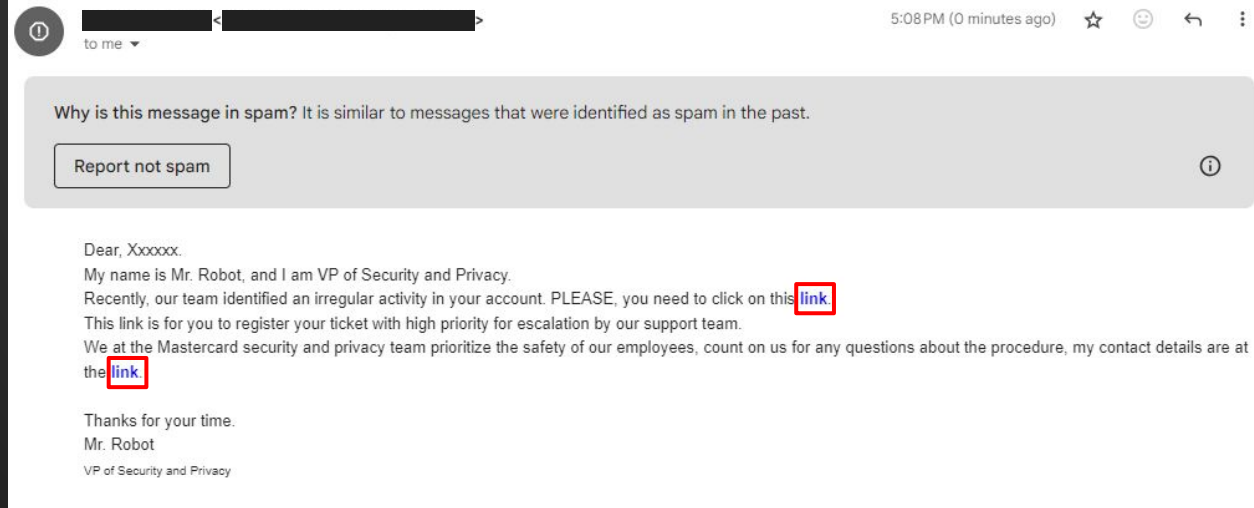 < >
5:08 PM (0 minutes ago)
to me
Why is this message in spam? It is similar to messages that were identified as spam in the past.
Report not spam
Dear, Xxxxxx.
My name is Mr. Robot, and I am VP of Security and Privacy.
Recently, our team identified an irregular activity in your account. PLEASE, you need to click on this link.
This link is for you to register your ticket with high priority for escalation by our support team.
We at the Mastercard security and privacy team prioritize the safety of our employees, count on us for any questions about the procedure, my contact details are at
the link.
Thanks for your time.
Mr. Robot
VP of Security and Privacy